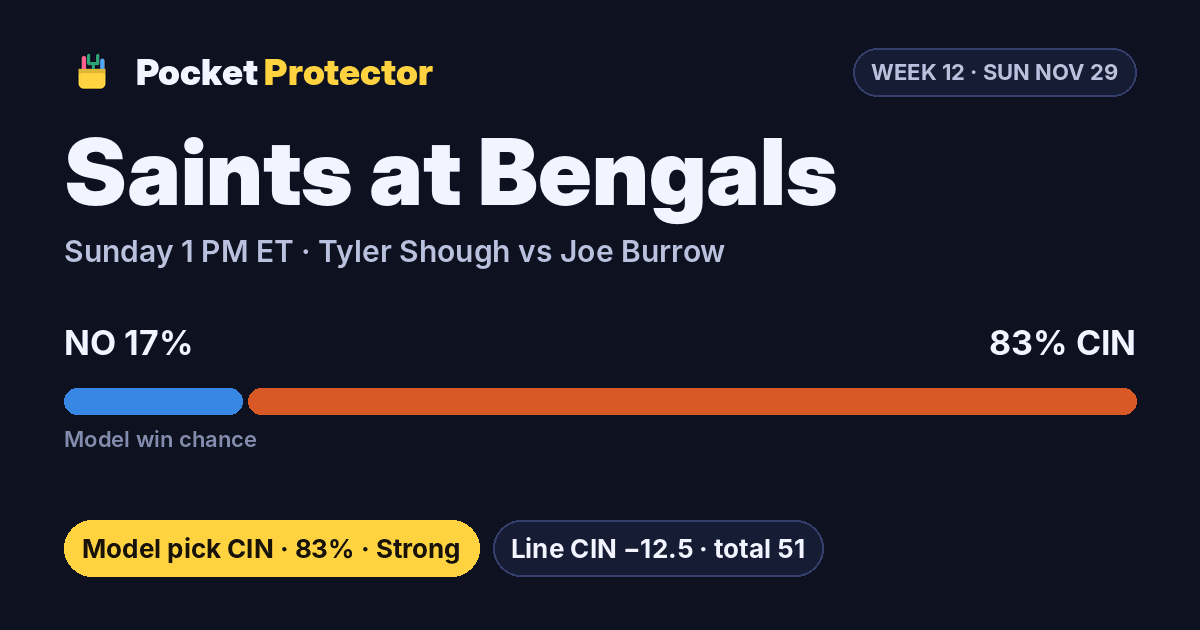 Pocket Protector
WEEK 12 · SUN NOV 29
Saints at Bengals
Sunday 1 PM ET · Tyler Shough vs Joe Burrow
NO 17%
83% CIN
Model win chance
Model pick CIN · 83% · Strong
Line CIN −12.5 · total 51